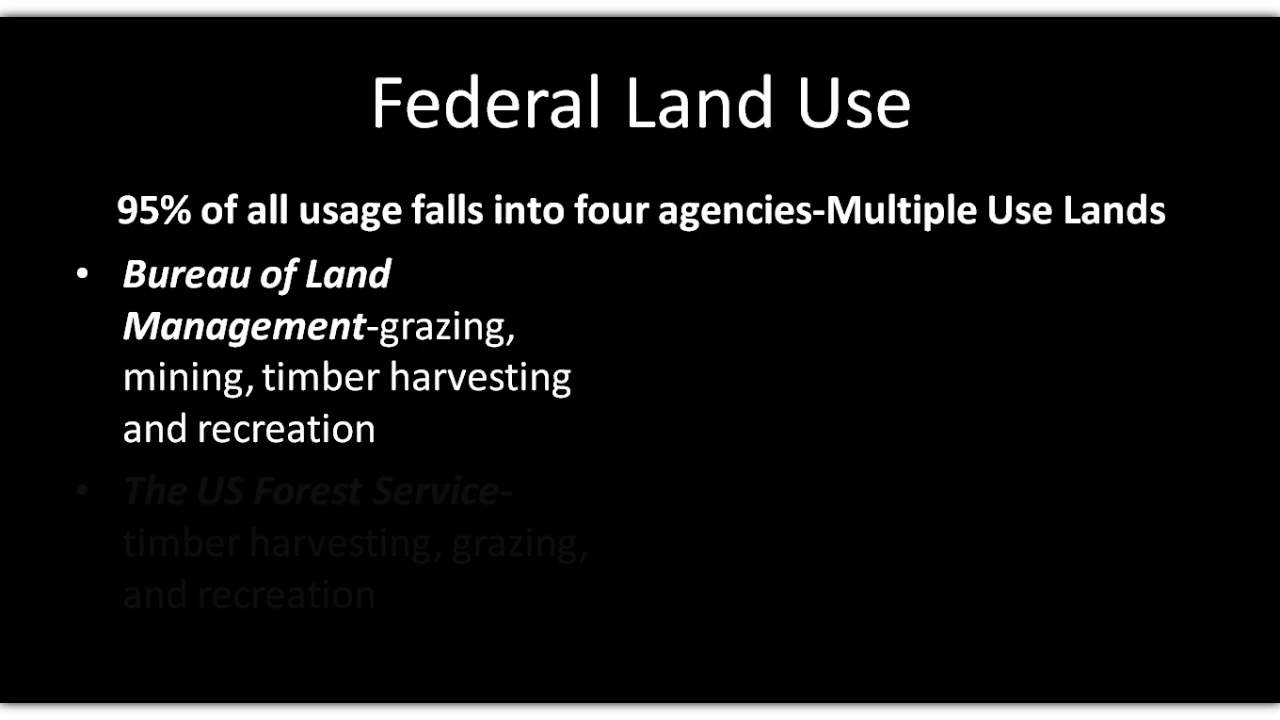 Federal Land Use
95% of all usage falls into four agencies-Multiple Use Lands
• Bureau of Land
Management-grazing,
mining, timber harvesting
and recreation
• The US Forest Service-
timber harvesting, grazing,
and recreation